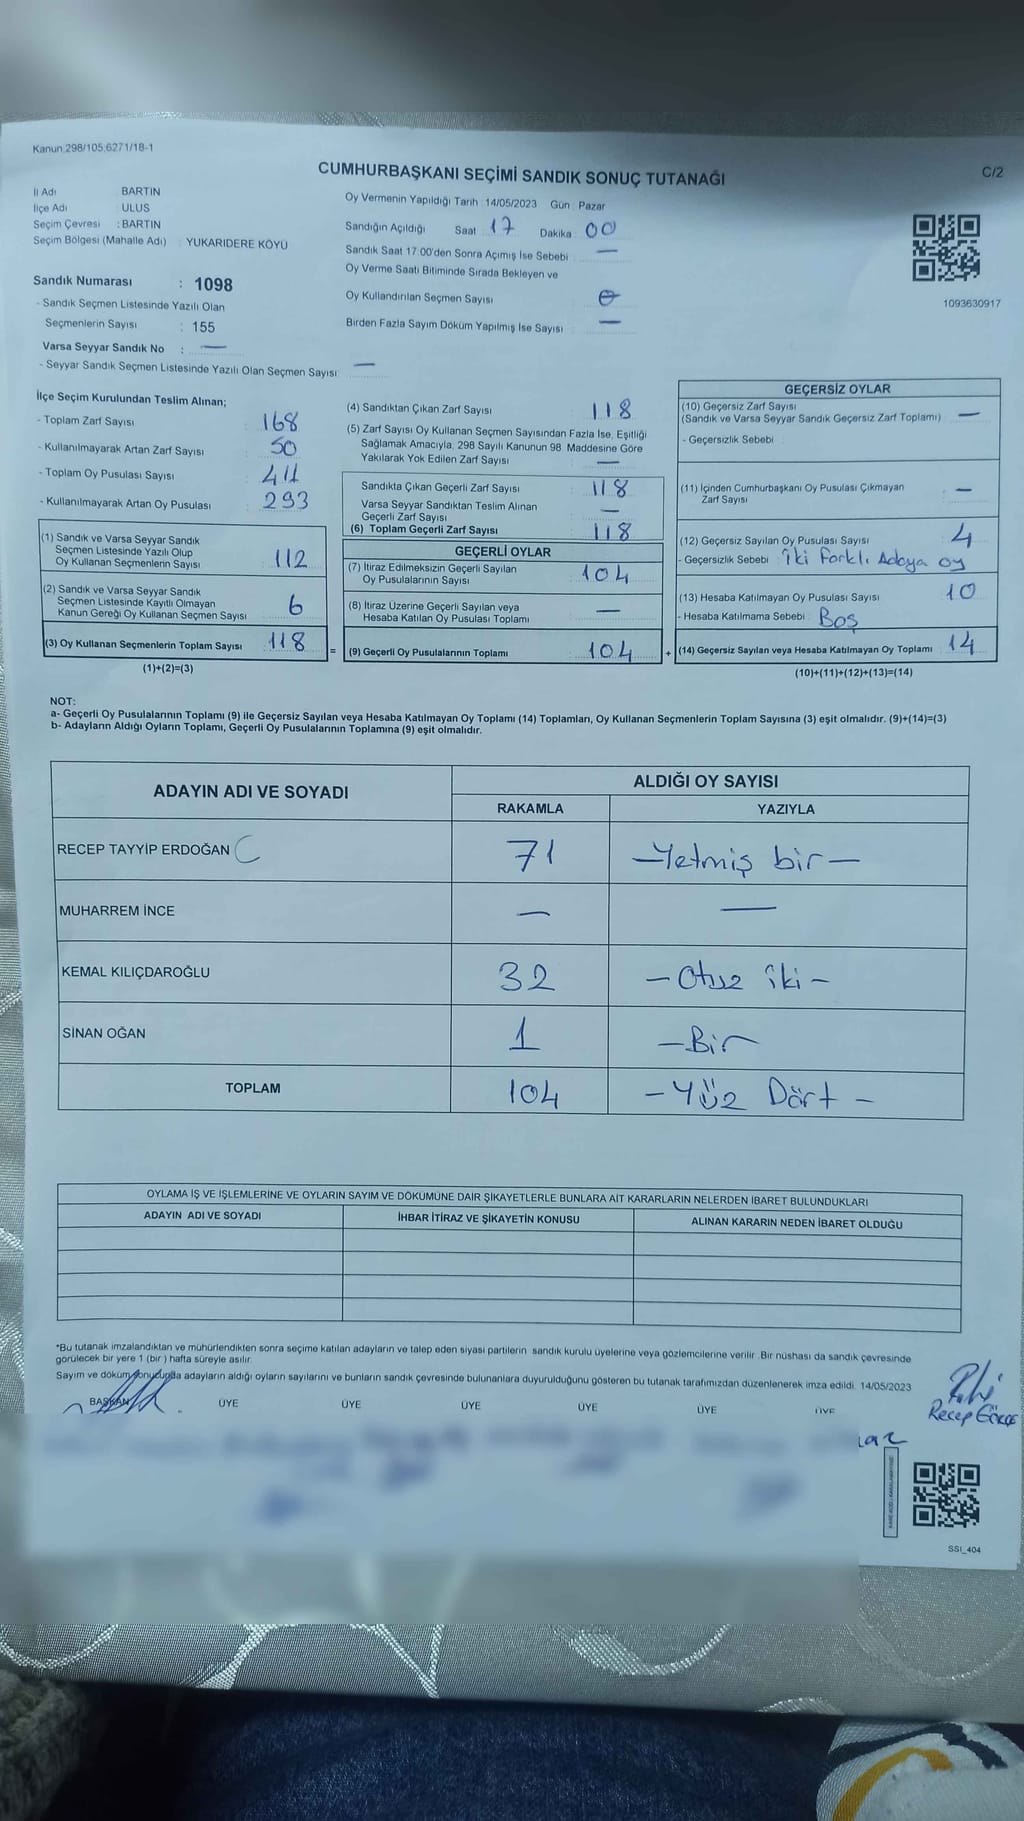 Kanun 298/105,6271/18-1
CUMHURBAŞKANI SEÇİMİ SANDIK SONUÇ TUTANAĞI
C/2
İl Adı BARTIN
İlçe Adı : ULUS
Seçim Çevresi : BARTIN
Seçim Bölgesi (Mahalle Adı) : YUKARIDERE KÖYÜ
Sandık Numarası : 1098
- Sandık Seçmen Listesinde Yazılı Olan
Seçmenlerin Sayısı : 155
Varsa Seyyar Sandık No : —
- Seyyar Sandık Seçmen Listesinde Yazılı Olan Seçmen Sayısı: —
Oy Vermenin Yapıldığı Tarih : 14/05/2023 Gün : Pazar
Sandığın Açıldığı Saat 17 Dakika 00
Sandık Saat 17:00'den Sonra Açımış İse Sebebi —
Oy Verme Saati Bitiminde Sırada Bekleyen ve
Oy Kullandırılan Seçmen Sayısı
Birden Fazla Sayım Döküm Yapılmış İse Sayısı —
1093630917
İlçe Seçim Kurulundan Teslim Alınan;
- Toplam Zarf Sayısı 168
- Kullanılmayarak Artan Zarf Sayısı 50
- Toplam Oy Pusulası Sayısı 411
- Kullanılmayarak Artan Oy Pusulası 293
(1) Sandık ve Varsa Seyyar Sandık
Seçmen Listesinde Yazılı Olup
Oy Kullanan Seçmenlerin Sayısı 112
(2) Sandık ve Varsa Seyyar Sandık
Seçmen Listesinde Kayıtlı Olmayan
Kanun Gereği Oy Kullanan Seçmen Sayısı 6
(3) Oy Kullanan Seçmenlerin Toplam Sayısı 118
(1)+(2)=(3)
(4) Sandıktan Çıkan Zarf Sayısı 118
(5) Zarf Sayısı Oy Kullanan Seçmen Sayısından Fazla İse, Eşitliği
Sağlamak Amacıyla, 298 Sayılı Kanunun 98. Maddesine Göre
Yakılarak Yok Edilen Zarf Sayısı —
Sandıkta Çıkan Geçerli Zarf Sayısı 118
Varsa Seyyar Sandıktan Teslim Alınan
Geçerli Zarf Sayısı —
(6) Toplam Geçerli Zarf Sayısı 118
GEÇERLİ OYLAR
(7) İtiraz Edilmeksizin Geçerli Sayılan
Oy Pusulalarının Sayısı 104
(8) İtiraz Üzerine Geçerli Sayılan veya
Hesaba Katılan Oy Pusulası Toplamı —
= (9) Geçerli Oy Pusulalarının Toplamı 104
GEÇERSİZ OYLAR
(10) Geçersiz Zarf Sayısı —
(Sandık ve Varsa Seyyar Sandık Geçersiz Zarf Toplamı)
- Geçersizlik Sebebi
(11) İçinden Cumhurbaşkanı Oy Pusulası Çıkmayan
Zarf Sayısı —
(12) Geçersiz Sayılan Oy Pusulası Sayısı 4
- Geçersizlik Sebebi : İki farklı Adaya oy
(13) Hesaba Katılmayan Oy Pusulası Sayısı 10
- Hesaba Katılmama Sebebi : Boş
+ (14) Geçersiz Sayılan veya Hesaba Katılmayan Oy Toplamı 14
(10)+(11)+(12)+(13)=(14)
NOT:
a- Geçerli Oy Pusulalarının Toplamı (9) ile Geçersiz Sayılan veya Hesaba Katılmayan Oy Toplamı (14) Toplamları, Oy Kullanan Seçmenlerin Toplam Sayısına (3) eşit olmalıdır. (9)+(14)=(3)
b- Adayların Aldığı Oyların Toplamı, Geçerli Oy Pusulalarının Toplamına (9) eşit olmalıdır.
ADAYIN ADI VE SOYADI ALDIĞI OY SAYISI
RAKAMLA YAZIYLA
RECEP TAYYİP ERDOĞAN 71 —Yetmiş bir—
MUHARREM İNCE — —
KEMAL KILIÇDAROĞLU 32 —Otuz iki—
SİNAN OĞAN 1 —Bir
TOPLAM 104 —Yüz Dört—
OYLAMA İŞ VE İŞLEMLERİNE VE OYLARIN SAYIM VE DÖKÜMÜNE DAİR ŞİKAYETLERLE BUNLARA AİT KARARLARIN NELERDEN İBARET BULUNDUKLARI
ADAYIN ADI VE SOYADI İHBAR İTİRAZ VE ŞİKAYETİN KONUSU ALINAN KARARIN NEDEN İBARET OLDUĞU
*Bu tutanak imzalandıktan ve mühürlendikten sonra seçime katılan adayların ve talep eden siyasi partilerin sandık kurulu üyelerine veya gözlemcilerine verilir. Bir nüshası da sandık çevresinde
görülecek bir yere 1 (bir ) hafta süreyle asılır.
Sayım ve döküm sonucunda adayların aldığı oyların sayılarını ve bunların sandık çevresinde bulunanlara duyurulduğunu gösteren bu tutanak tarafımızdan düzenlenerek imza edildi. 14/05/2023
BAŞKAN ÜYE ÜYE ÜYE ÜYE ÜYE ÜYE
Recep Gökçe
SSI_404